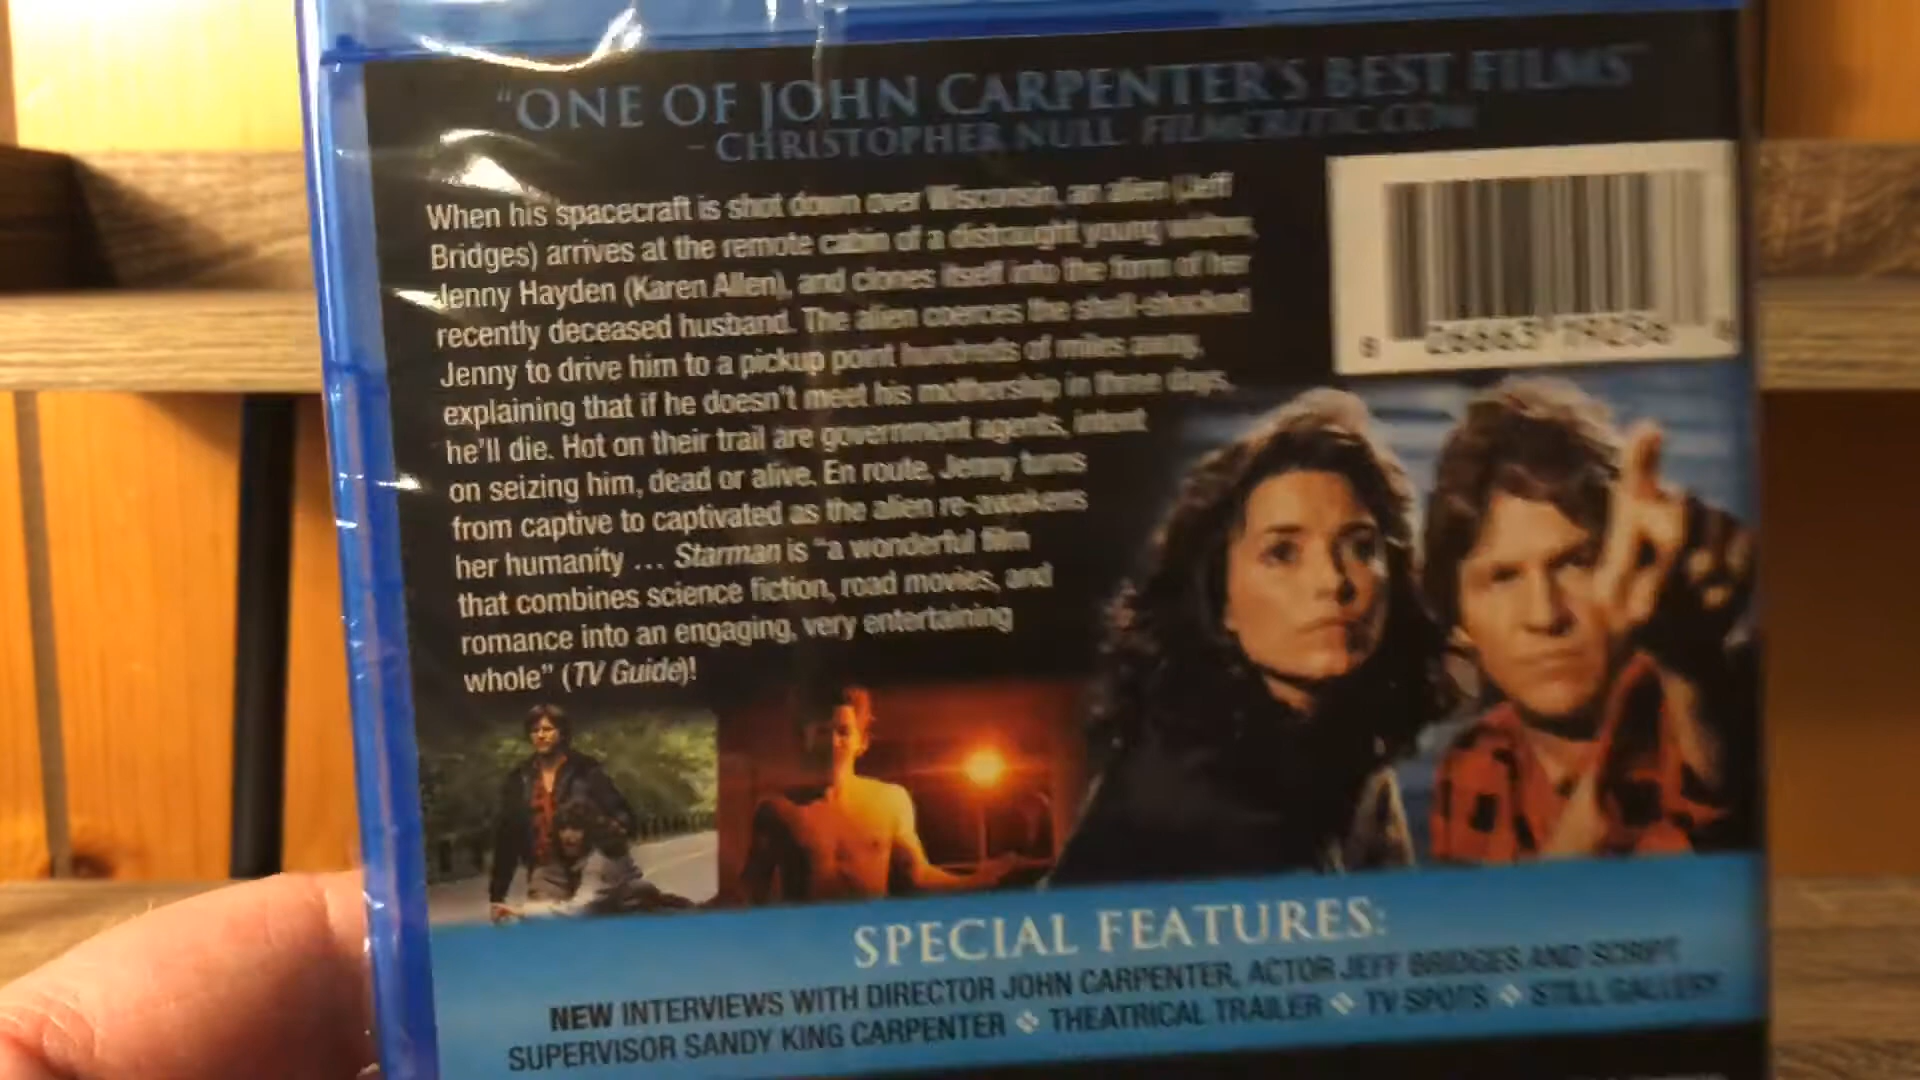 "ONE OF JOHN CARPENTER'S BEST FILMS"
- CHRISTOPHER NULL FILMCRITIC.COM
When his spacecraft is shot down over Wisconsin, an alien (Jeff
Bridges) arrives at the remote cabin of a distraught young widow,
Jenny Hayden (Karen Allen), and clones itself into the form of her
recently deceased husband. The alien coerces the shell-shocked
Jenny to drive him to a pickup point hundreds of miles away,
explaining that if he doesn't meet his mothership in three days,
he'll die. Hot on their trail are government agents, intent
on seizing him, dead or alive. En route, Jenny turns
from captive to captivated as the alien re-awakens
her humanity ... Starman is "a wonderful film
that combines science fiction, road movies, and
romance into an engaging, very entertaining
whole" (TV Guide)!
SPECIAL FEATURES:
NEW INTERVIEWS WITH DIRECTOR JOHN CARPENTER, ACTOR JEFF BRIDGES AND SCRIPT
SUPERVISOR SANDY KING CARPENTER ❖ THEATRICAL TRAILER ❖ TV SPOTS ❖ STILL GALLERY